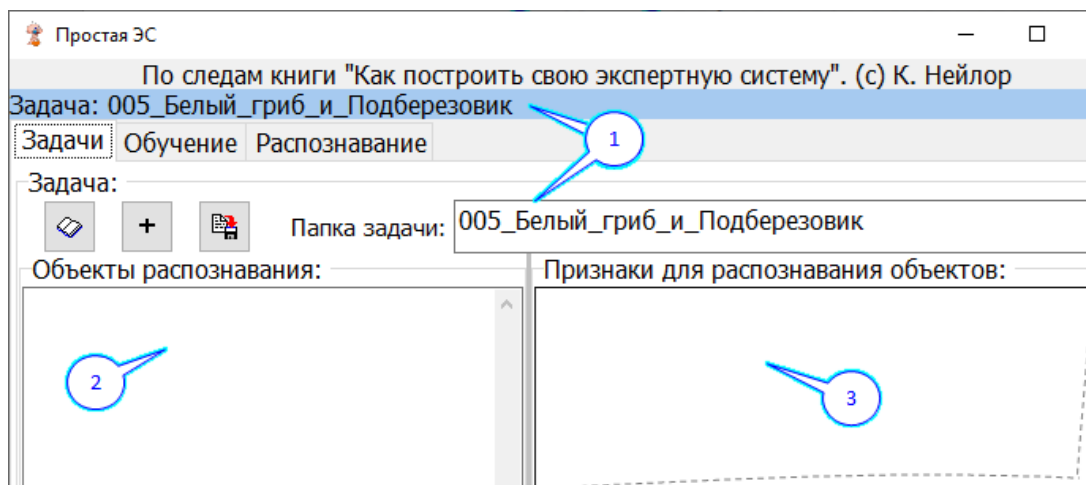 Простая ЭС
По следам книги "Как построить свою экспертную систему". (c) К. Нейлор
Задача: 005_Белый_гриб_и_Подберезовик
Задачи Обучение Распознавание
1
Задача:
+ Папка задачи: 005_Белый_гриб_и_Подберезовик
Объекты распознавания: Признаки для распознавания объектов:
2 3